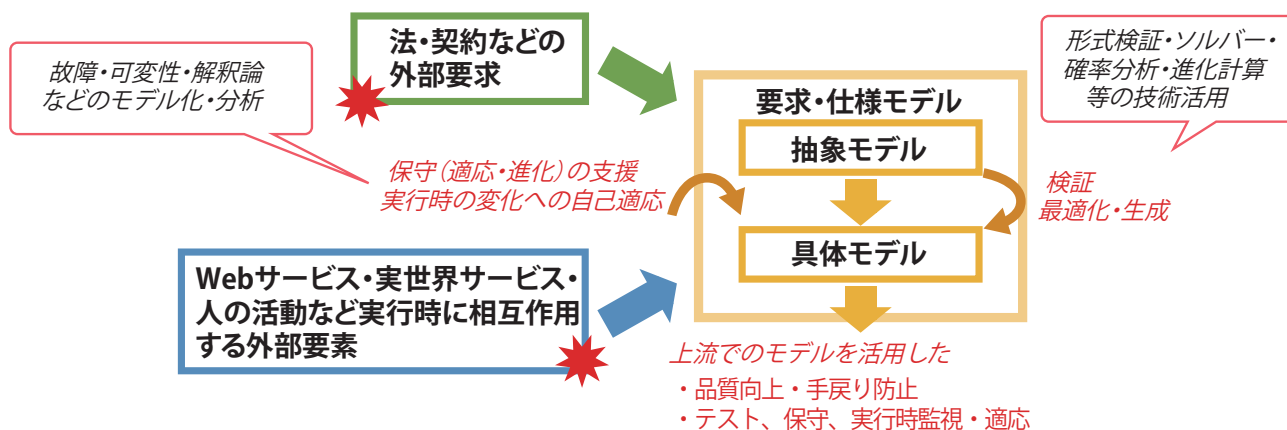 法・契約などの
外部要求
故障・可変性・解釈論
などのモデル化・分析
形式検証・ソルバー・
確率分析・進化計算
等の技術活用
要求・仕様モデル
抽象モデル
保守（適応・進化）の支援
実行時の変化への自己適応
検証
最適化・生成
具体モデル
Webサービス・実世界サービス・
人の活動など実行時に相互作用
する外部要素
上流でのモデルを活用した
・品質向上・手戻り防止
・テスト、保守、実行時監視・適応